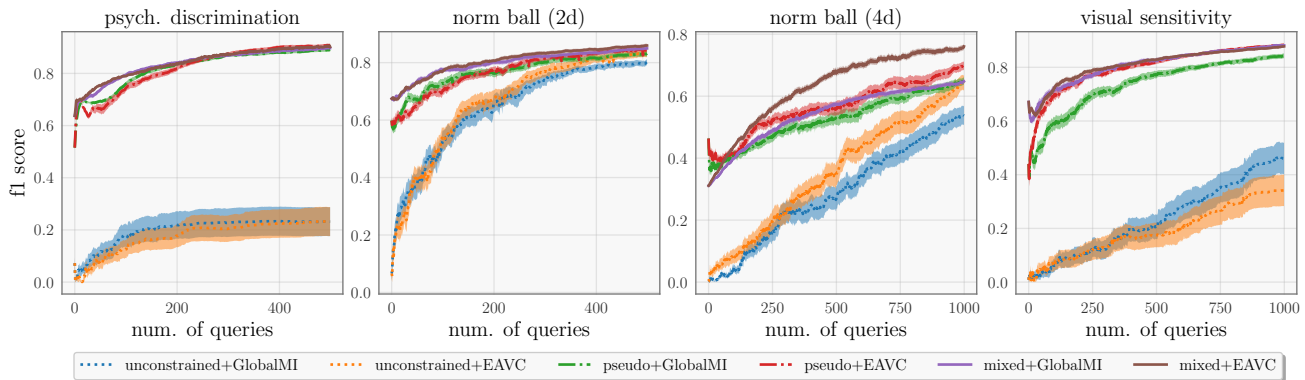 psych. discrimination
norm ball (2d)
norm ball (4d)
visual sensitivity
f1 score
0.8
0.6
0.4
0.2
0.0
0 200 400
num. of queries
0.8
0.6
0.4
0.2
0.0
0 200 400
num. of queries
0.8
0.6
0.4
0.2
0.0
0 250 500 750 1000
num. of queries
0.8
0.6
0.4
0.2
0.0
0 250 500 750 1000
num. of queries
unconstrained+GlobalMI unconstrained+EAVC pseudo+GlobalMI pseudo+EAVC mixed+GlobalMI mixed+EAVC